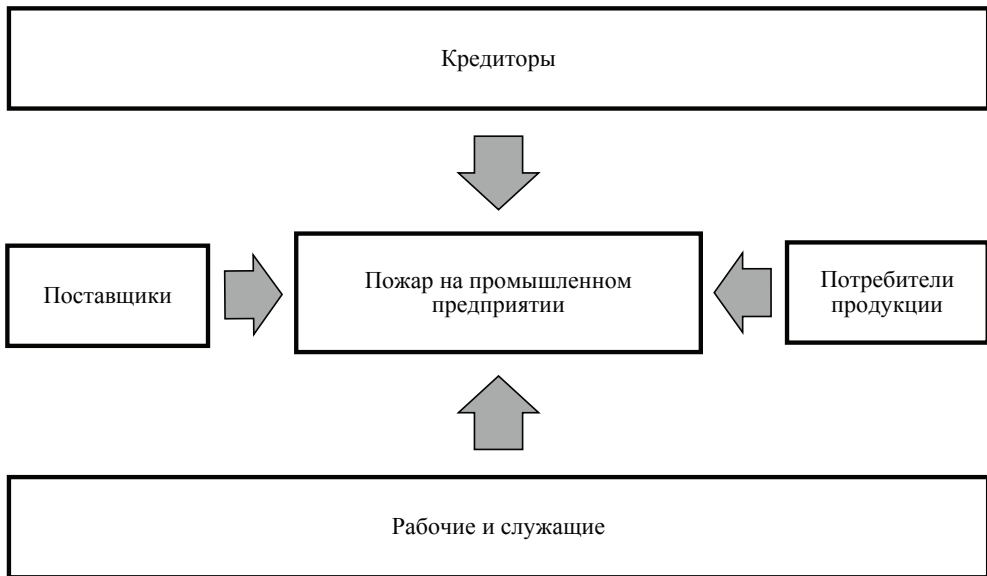 Кредиторы
Поставщики
Пожар на промышленном
предприятии
Потребители
продукции
Рабочие и служащие